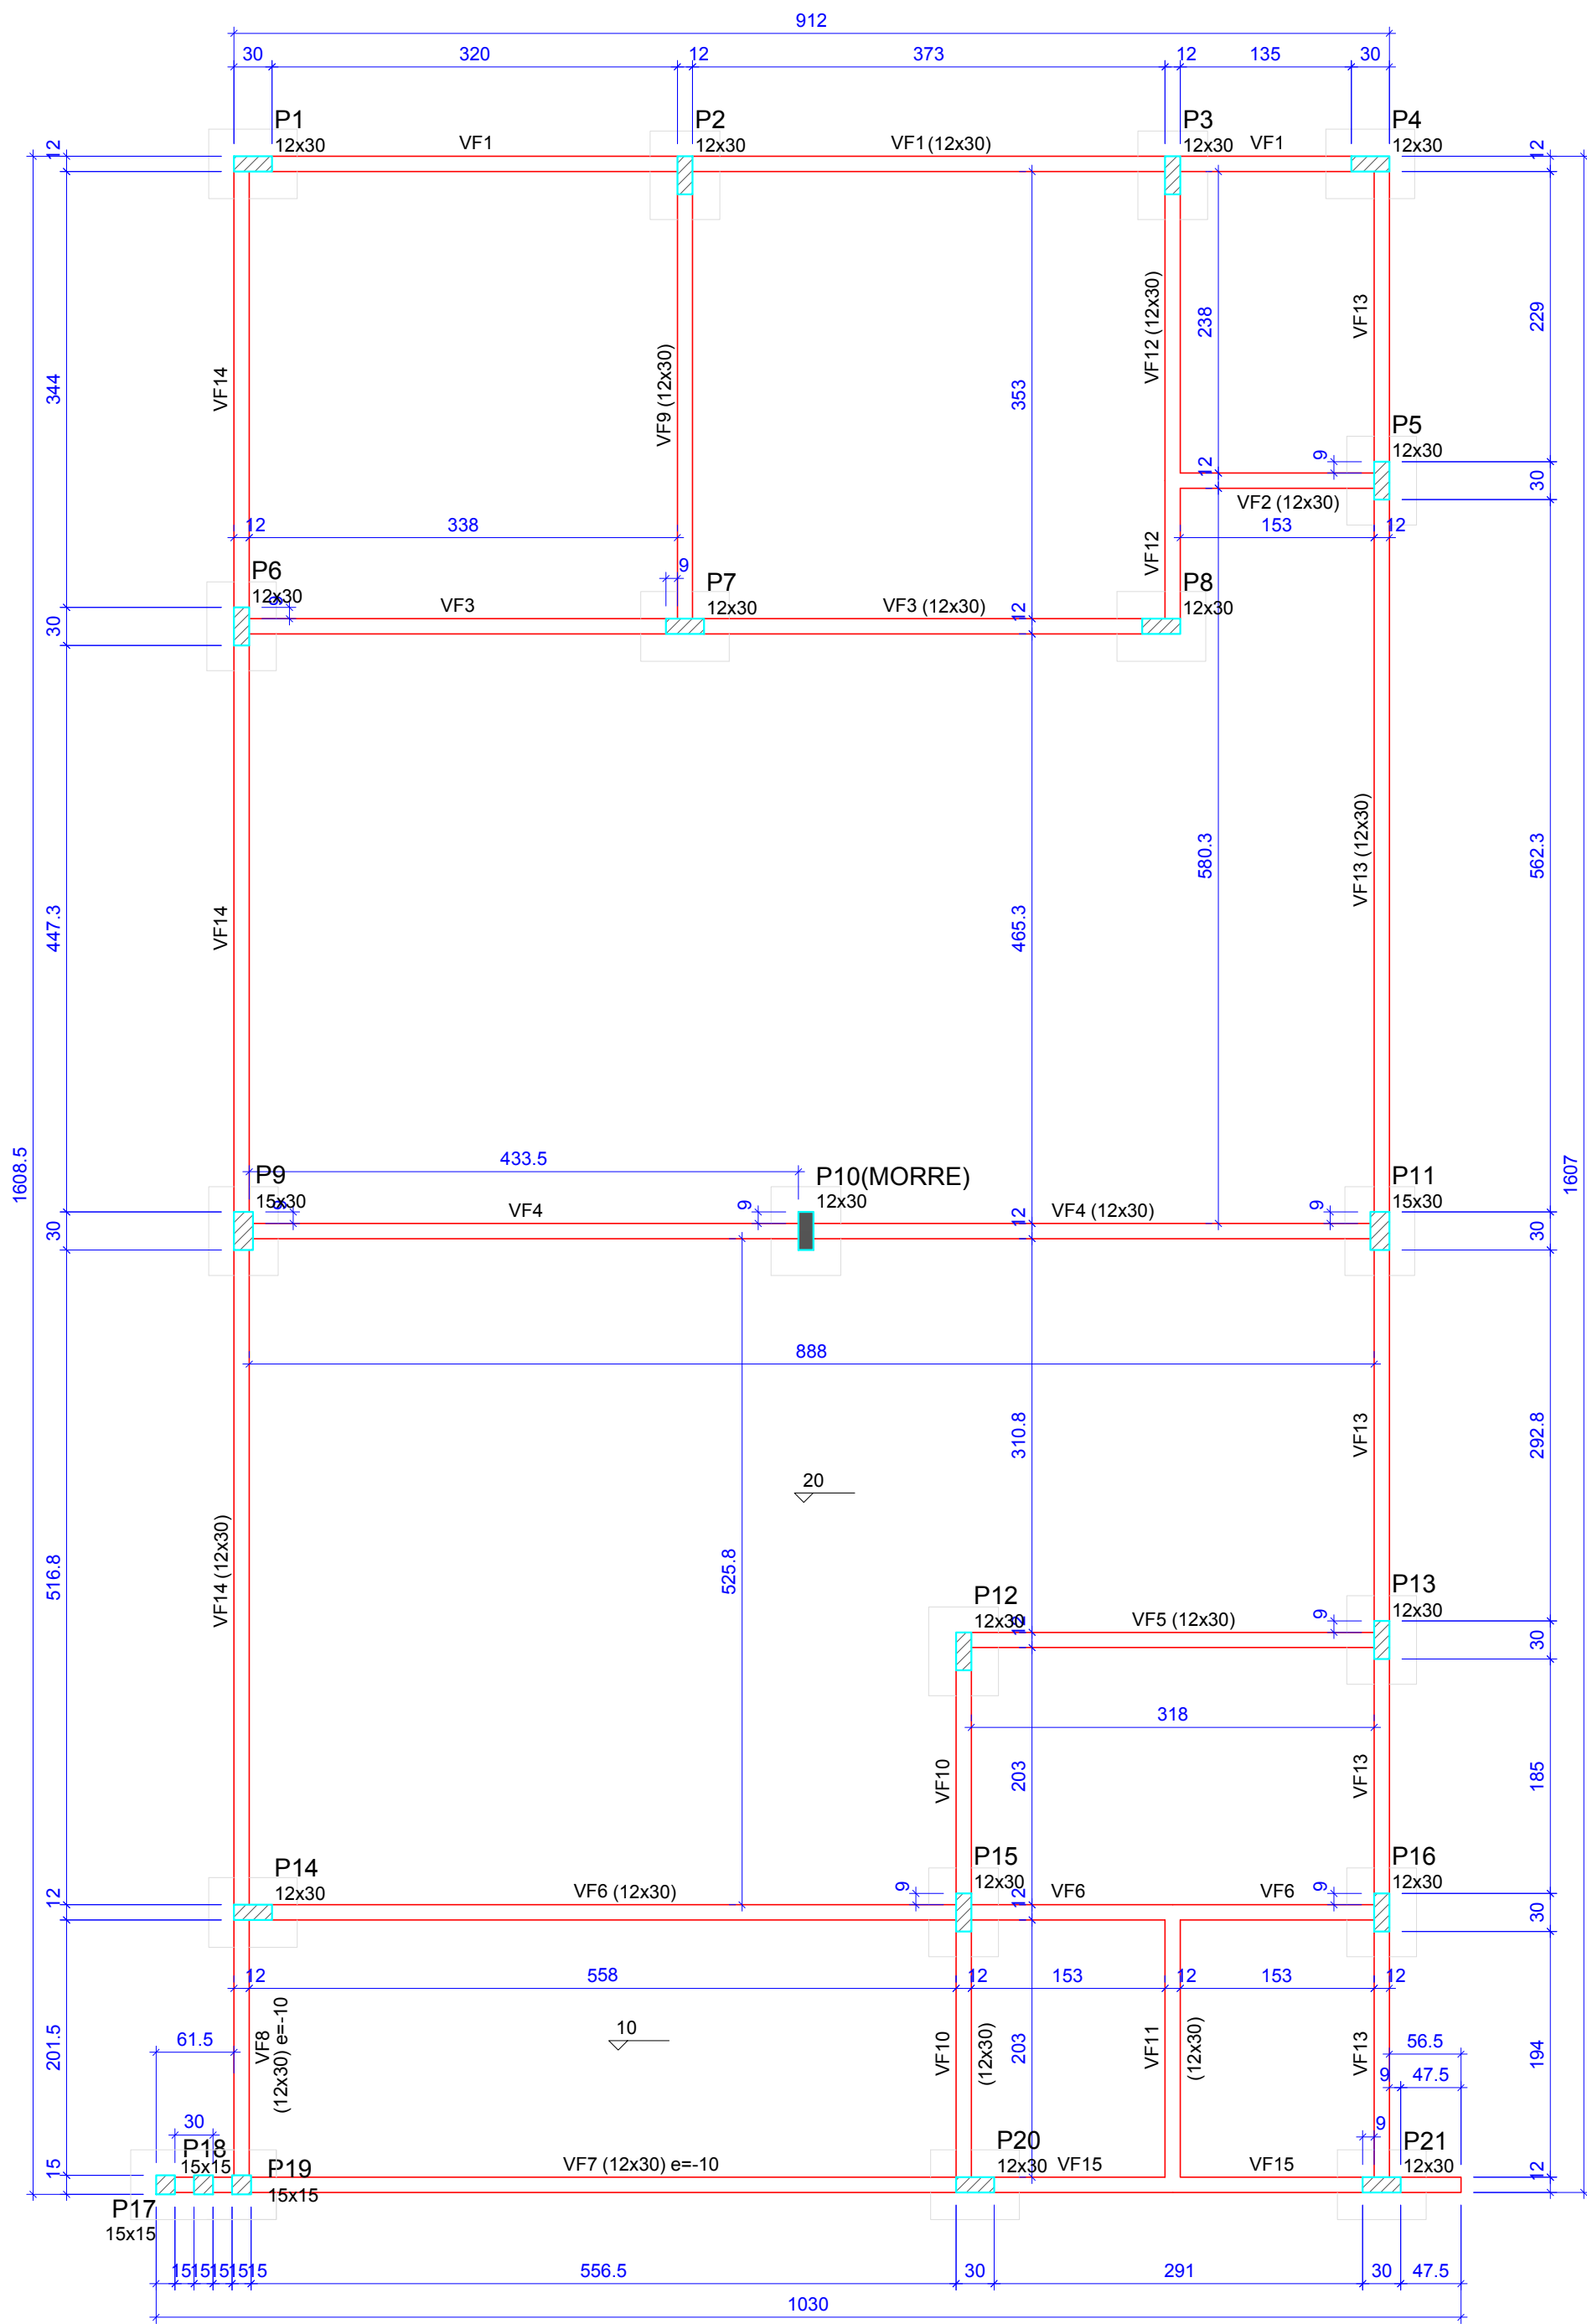 912
30 320 12 373 12 135 30
P1 P2 P3 P4
12x30 VF1 12x30 VF1 (12x30) 12x30 VF1 12x30
12 12
353 238 229
344
VF14 VF9 (12x30) VF12 (12x30) VF13
P5
12x30
9 12
30
VF2 (12x30)
12 338 153 12
VF12
P6 9 P7 P8
12x30 9 VF3 12x30 VF3 (12x30) 12 12x30
30
VF14 VF13 (12x30)
447.3 465.3 580.3 562.3
1608.5 1607
433.5
P9 P10(MORRE) P11
15x30 9 VF4 9 12x30 12 VF4 (12x30) 9 15x30
30 30
888
310.8 VF13 292.8
20
516.8 VF14 (12x30) 525.8
P12 P13
12x30 12 VF5 (12x30) 9 12x30
30
318
VF10 203 VF13 185
P14 P15 P16
12x30 VF6 (12x30) 9 12x30 12 VF6 VF6 9 12x30
12 30
12 558 12 153 12 153 12
201.5 61.5 VF8
(12x30) e=-10
10
VF10 (12x30) 203 VF11 (12x30) VF13 56.5 194
9 47.5
30 9
P18 P20 P21
15x15 P19 VF7 (12x30) e=-10 12x30 VF15 VF15 12x30
15 15x15 12
P17
15x15
15 15 15 15 15 556.5 30 291 30 47.5
1030